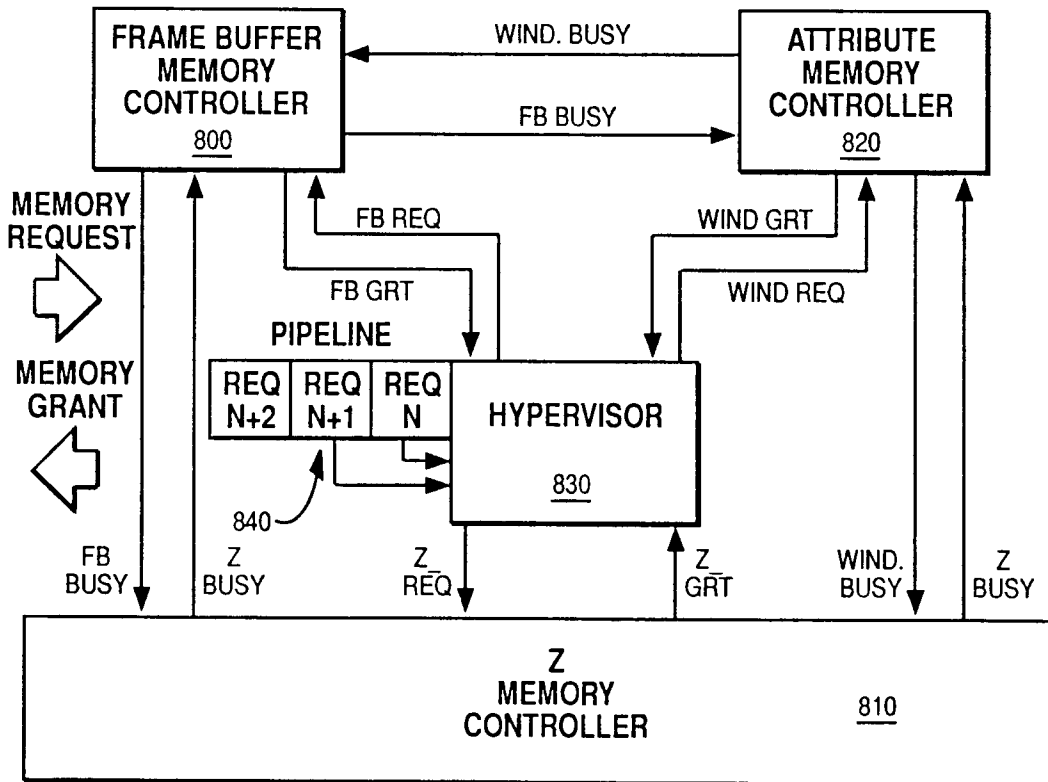 FRAME BUFFER
MEMORY
CONTROLLER
800
WIND. BUSY
FB BUSY
ATTRIBUTE
MEMORY
CONTROLLER
820
MEMORY
REQUEST
FB REQ
FB GRT
WIND GRT
WIND REQ
PIPELINE
MEMORY
GRANT
REQ
N+2
REQ
N+1
REQ
N
HYPERVISOR
830
840
FB
BUSY
Z
BUSY
Z_
REQ
Z_
GRT
WIND.
BUSY
Z
BUSY
Z
MEMORY
CONTROLLER
810